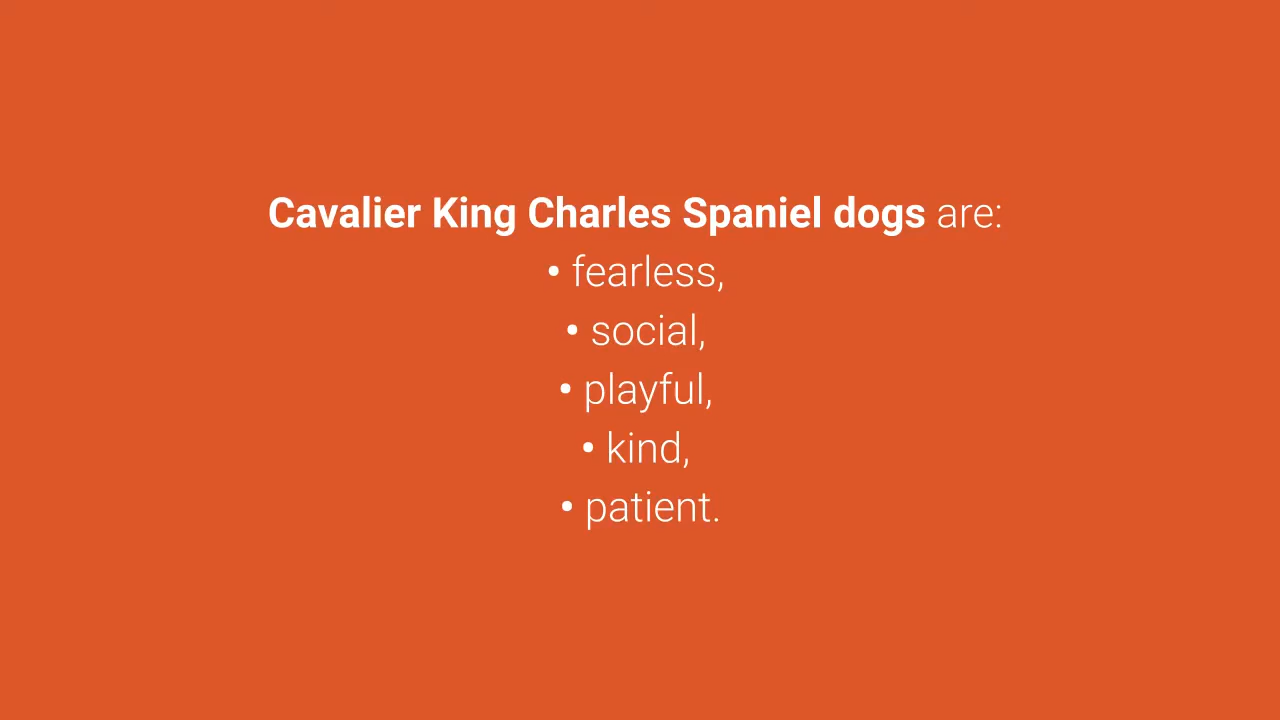 Cavalier King Charles Spaniel dogs are:
• fearless,
• social,
• playful,
• kind,
• patient.